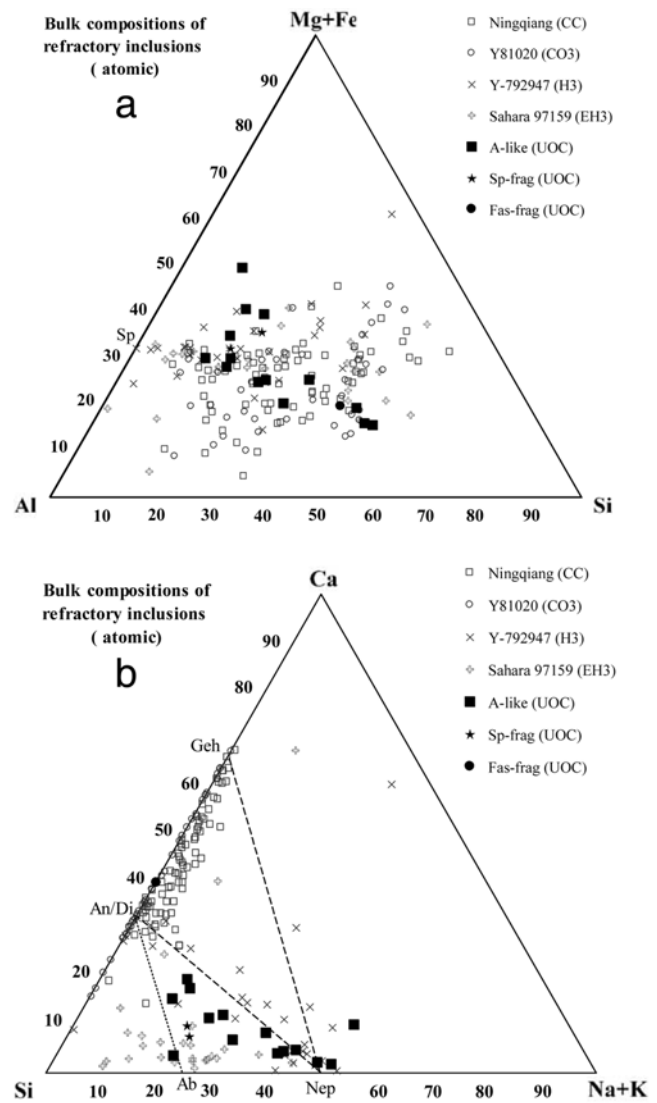 Bulk compositions of
refractory inclusions
( atomic)
a
Mg+Fe
Ningqiang (CC)
Y81020 (CO3)
Y-792947 (H3)
Sahara 97159 (EH3)
A-like (UOC)
Sp-frag (UOC)
Fas-frag (UOC)
90
80
70
60
50
40
Sp
30
20
10
Al
Si
10 20 30 40 50 60 70 80 90
Bulk compositions of
refractory inclusions
( atomic)
b
Ca
Ningqiang (CC)
Y81020 (CO3)
Y-792947 (H3)
Sahara 97159 (EH3)
A-like (UOC)
Sp-frag (UOC)
Fas-frag (UOC)
90
80
Geh
60
50
40
An/Di
20
10
Si
Na+K
10 20 Ab 30 40 Nep 60 70 80 90